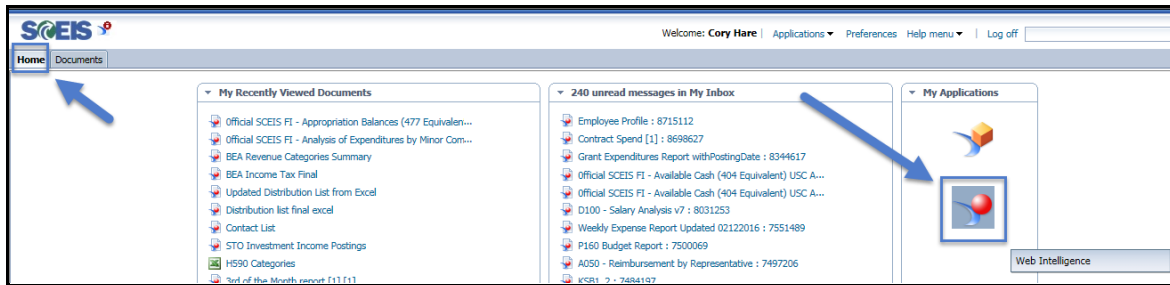 SCEIS
Welcome: Cory Hare | Applications Preferences Help menu | Log off
Home Documents
My Recently Viewed Documents
Official SCEIS FI - Appropriation Balances (477 Equivalen...
Official SCEIS FI - Analysis of Expenditures by Minor Com...
BEA Revenue Categories Summary
BEA Income Tax Final
Updated Distribution List from Excel
Distribution list final excel
Contact List
STO Investment Income Postings
H590 Categories
3rd of the Month report [1] [1]
240 unread messages in My Inbox
Employee Profile : 8715112
Contract Spend [1] : 8698627
Grant Expenditures Report withPostingDate : 8344617
Official SCEIS FI - Available Cash (404 Equivalent) USC A...
Official SCEIS FI - Available Cash (404 Equivalent) USC A...
D100 - Salary Analysis v7 : 8031253
Weekly Expense Report Updated 02122016 : 7551489
P160 Budget Report : 7500069
A050 - Reimbursement by Representative : 7497206
KSB1_2 : 7484197
My Applications
Web Intelligence